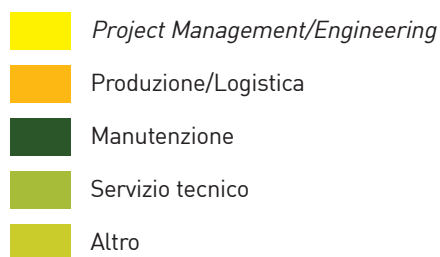 Project Management/Engineering
Produzione/Logistica
Manutenzione
Servizio tecnico
Altro